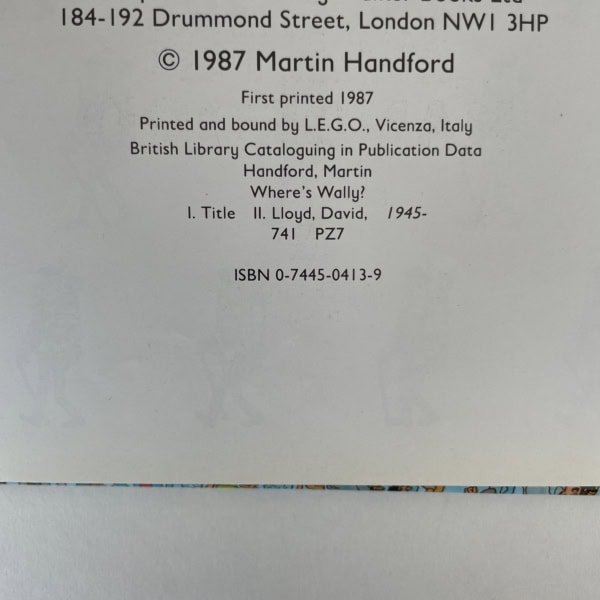 184-192 Drummond Street, London NW1 3HP
© 1987 Martin Handford
First printed 1987
Printed and bound by L.E.G.O., Vicenza, Italy
British Library Cataloguing in Publication Data
Handford, Martin
Where's Wally?
I. Title II. Lloyd, David, 1945-
741 PZ7
ISBN 0-7445-0413-9